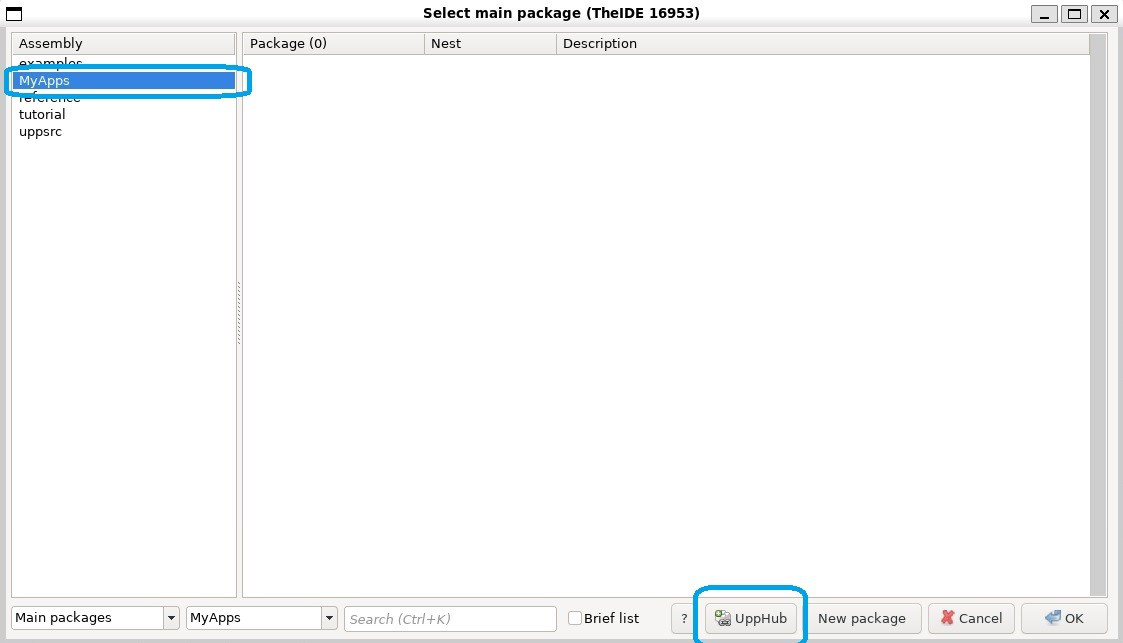 Select main package (TheIDE 16953)
Assembly
Package (0) Nest Description
examples
MyApps
reference
tutorial
uppsrc
Main packages MyApps Search (Ctrl+K) Brief list ? UppHub New package Cancel OK